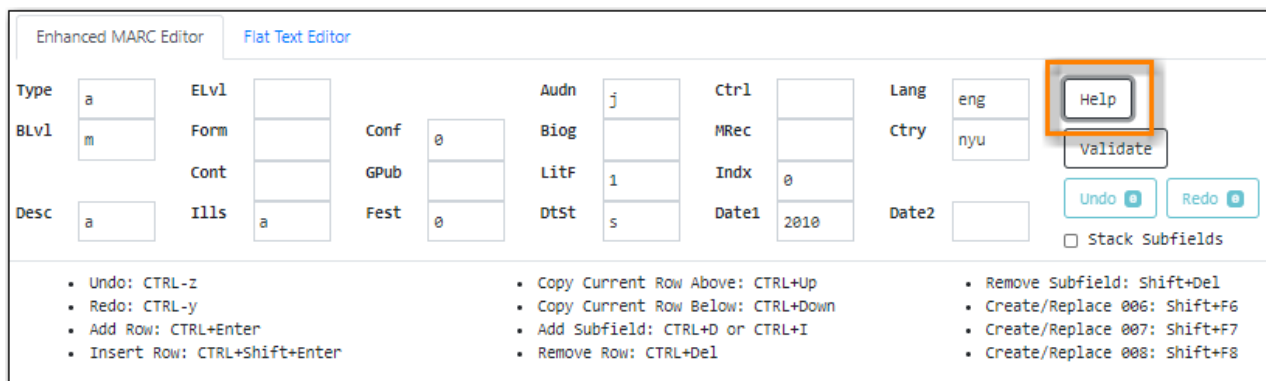 Enhanced MARC Editor Flat Text Editor
Type a ELvl Audn j Ctrl Lang eng Help
BLvl m Form Conf 0 Biog MRec Ctry nyu Validate
Cont GPub LitF 1 Indx 0 Undo 0 Redo 0
Desc a Ills a Fest 0 DtSt s Date1 2010 Date2
Stack Subfields
• Undo: CTRL-z
• Redo: CTRL-y
• Add Row: CTRL+Enter
• Insert Row: CTRL+Shift+Enter
• Copy Current Row Above: CTRL+Up
• Copy Current Row Below: CTRL+Down
• Add Subfield: CTRL+D or CTRL+I
• Remove Row: CTRL+Del
• Remove Subfield: Shift+Del
• Create/Replace 006: Shift+F6
• Create/Replace 007: Shift+F7
• Create/Replace 008: Shift+F8